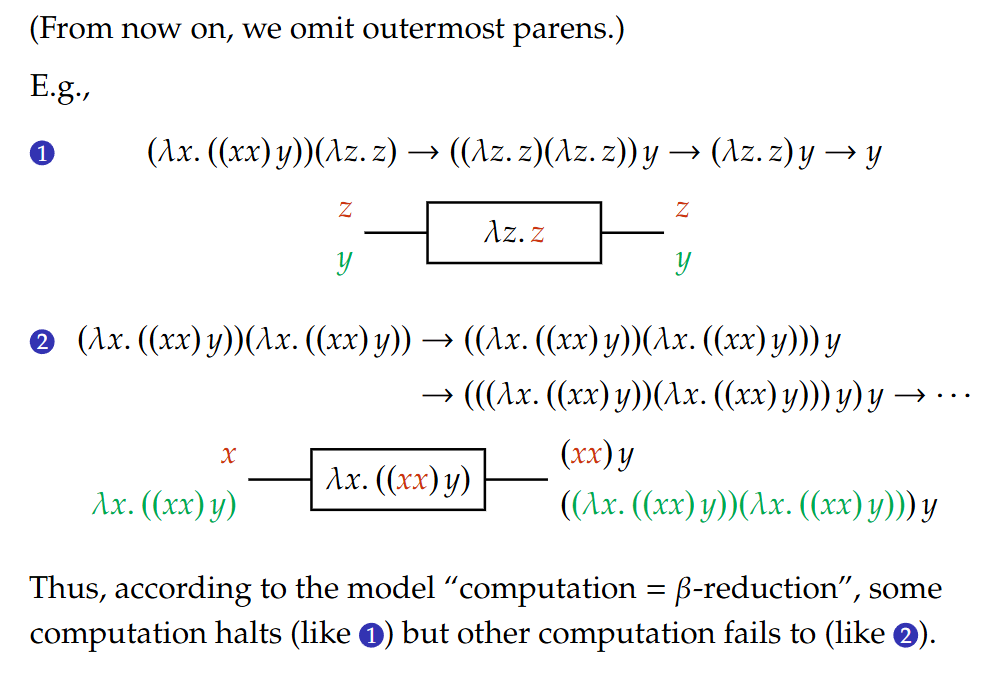 (From now on, we omit outermost parens.)
E.g.,
❶ (λx. ((xx) y))(λz. z) → ((λz. z)(λz. z)) y → (λz. z) y → y
z z
λz. z
y y
❷ (λx. ((xx) y))(λx. ((xx) y)) → ((λx. ((xx) y))(λx. ((xx) y))) y
→ (((λx. ((xx) y))(λx. ((xx) y))) y) y → ···
x (xx) y
λx. ((xx) y)
λx. ((xx) y) ((λx. ((xx) y))(λx. ((xx) y))) y
Thus, according to the model “computation = β-reduction”, some
computation halts (like ❶) but other computation fails to (like ❷).